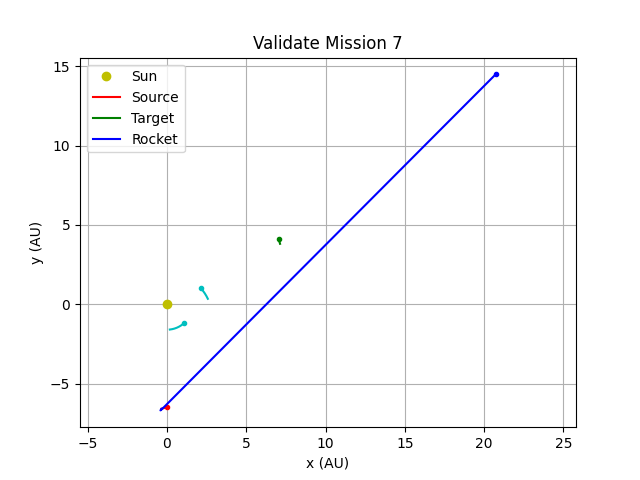 Validate Mission 7
Sun
Source
Target
Rocket
15
10
5
0
−5
y (AU)
−5
0
5
10
15
20
25
x (AU)